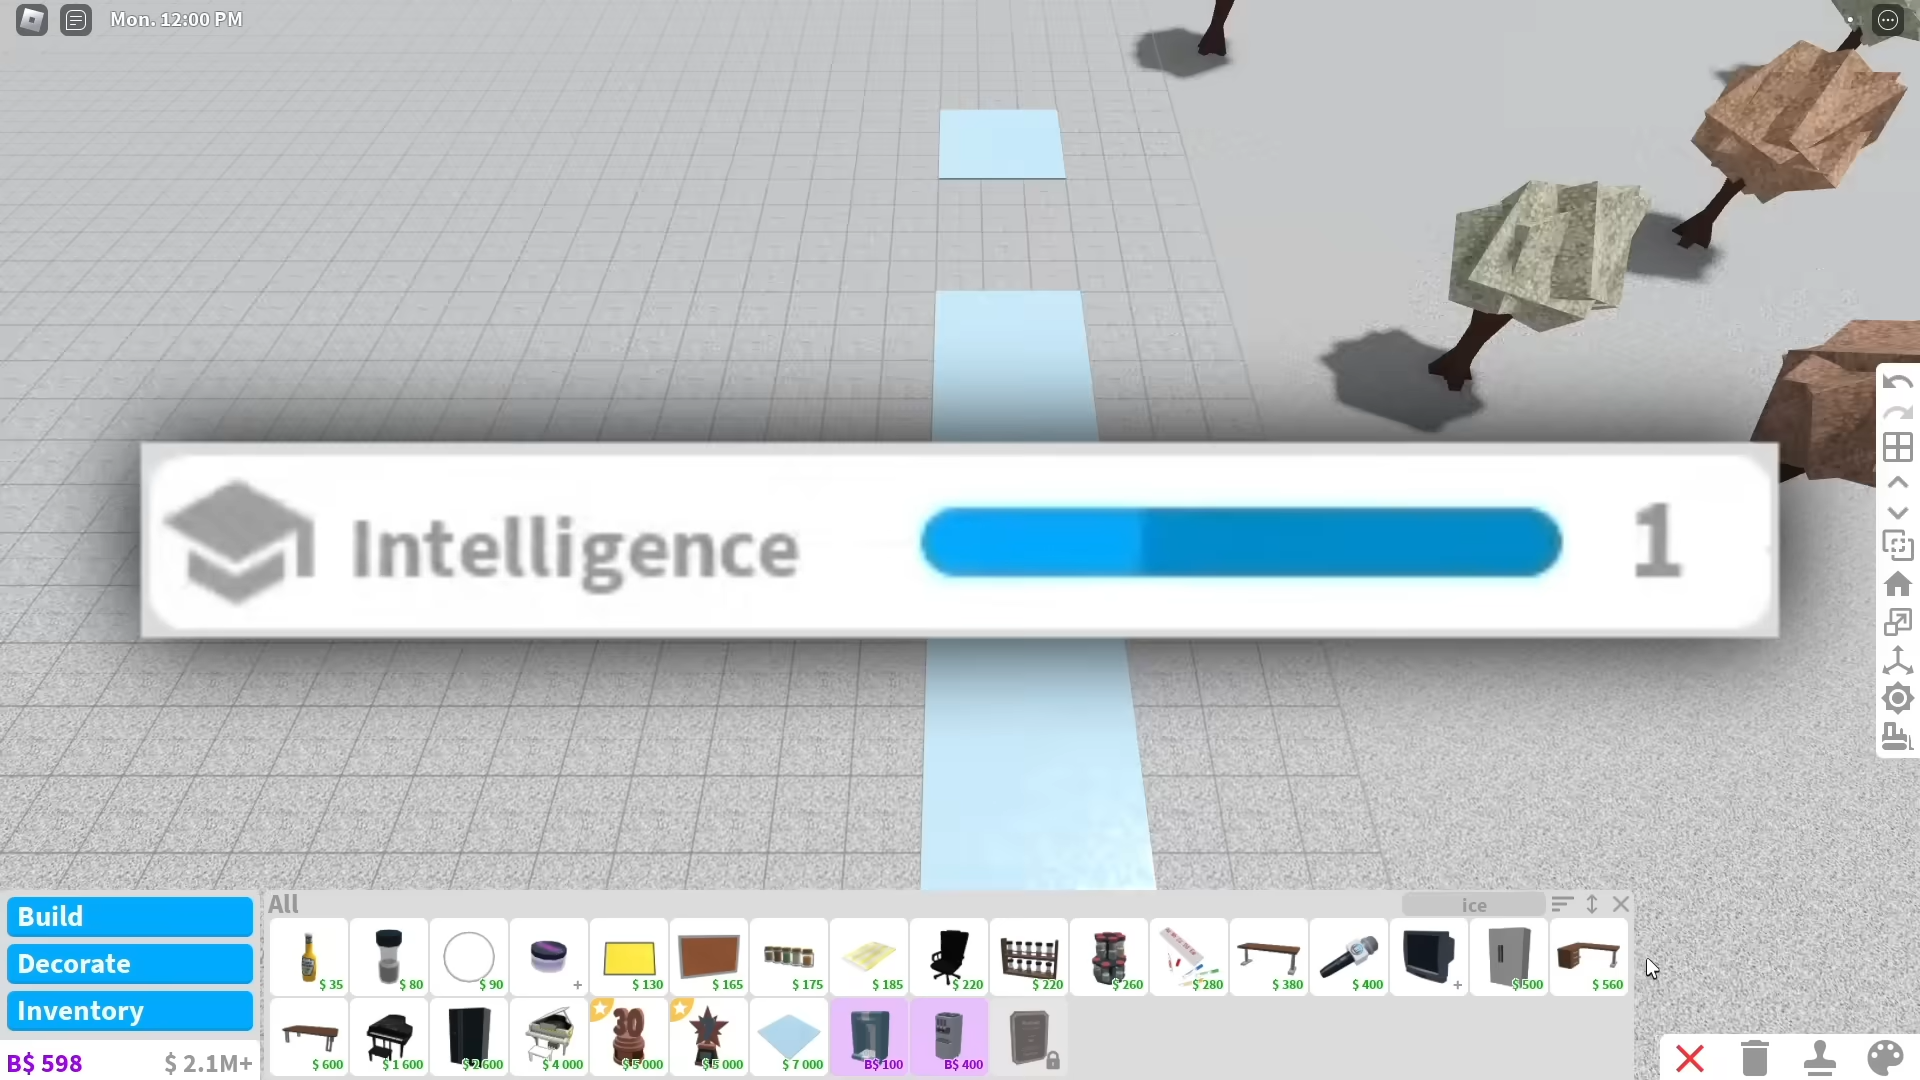 Mon. 12:00 PM
Intelligence 1
Build
Decorate
Inventory
B$ 598 $ 2.1M+
All ice
$ 35 $ 80 $ 90 + $ 130 $ 165 $ 175 $ 185 $ 220 $ 220 $ 260 $ 280 $ 380 $ 400 + $ 500 $ 560
30
$ 600 $ 1 600 $ 2 600 $ 4 000 $ 5 000 $ 5 000 $ 7 000 B$ 100 B$ 400